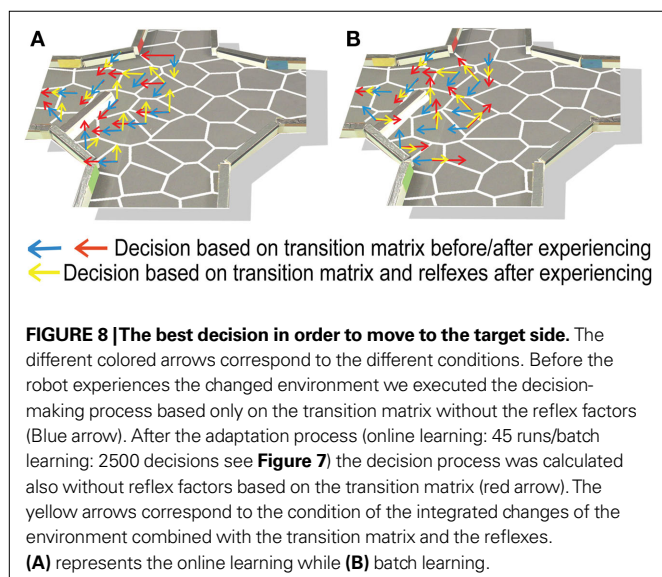 A
B
Decision based on transition matrix before/after experiencing
Decision based on transition matrix and relfexes after experiencing
FIGURE 8 | The best decision in order to move to the target side. The
different colored arrows correspond to the different conditions. Before the
robot experiences the changed environment we executed the decision-
making process based only on the transition matrix without the reflex factors
(Blue arrow). After the adaptation process (online learning: 45 runs/batch
learning: 2500 decisions see Figure 7) the decision process was calculated
also without reflex factors based on the transition matrix (red arrow). The
yellow arrows correspond to the condition of the integrated changes of the
environment combined with the transition matrix and the reflexes.
(A) represents the online learning while (B) batch learning.